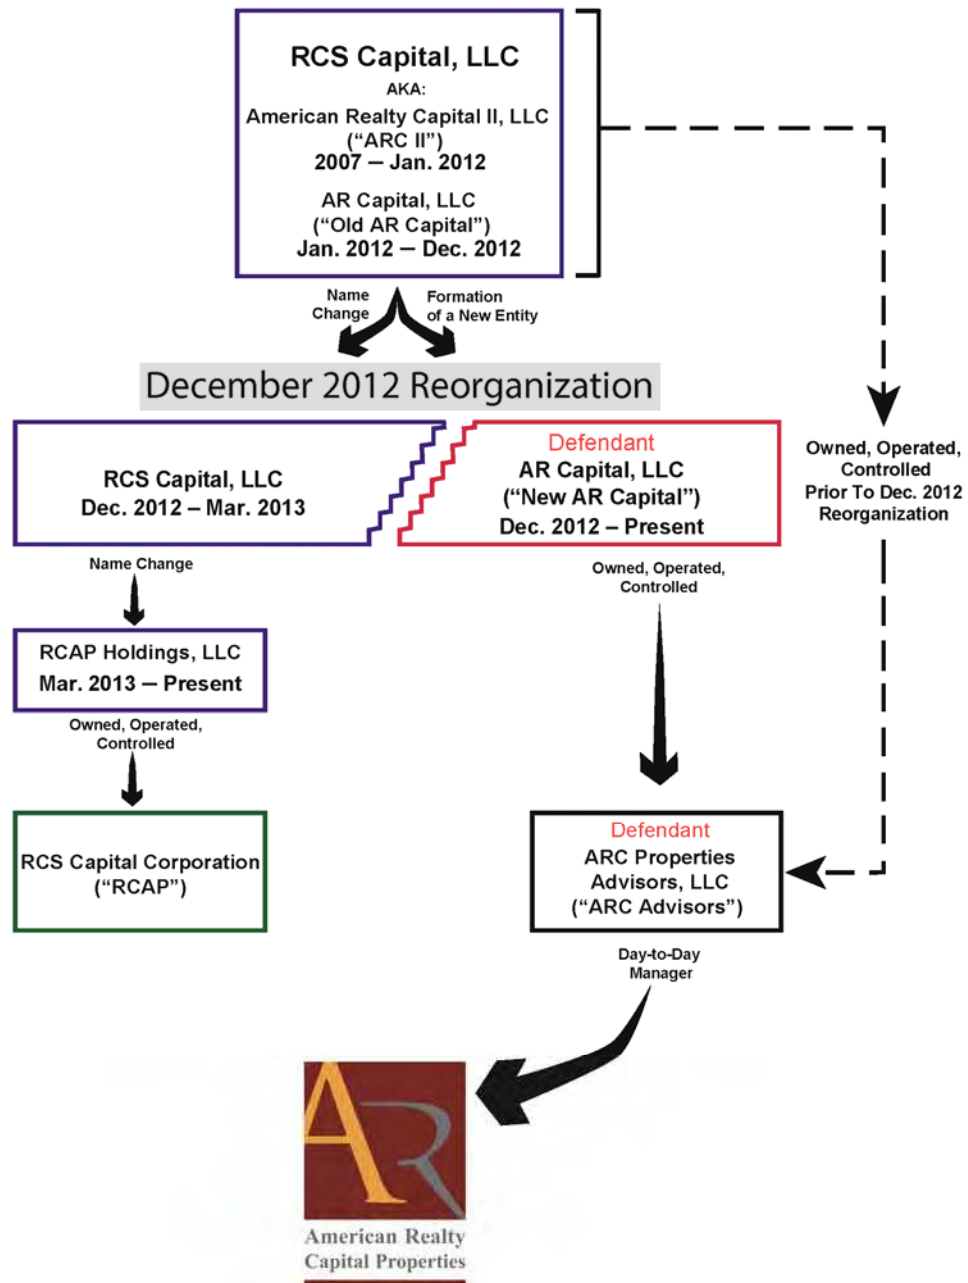 RCS Capital, LLC
AKA:
American Realty Capital II, LLC
(“ARC II”)
2007 – Jan. 2012
AR Capital, LLC
(“Old AR Capital”)
Jan. 2012 – Dec. 2012
Name
Change
Formation
of a New Entity
December 2012 Reorganization
RCS Capital, LLC
Dec. 2012 – Mar. 2013
Defendant
AR Capital, LLC
(“New AR Capital”)
Dec. 2012 – Present
Owned, Operated,
Controlled
Prior To Dec. 2012
Reorganization
Name Change
Owned, Operated,
Controlled
RCAP Holdings, LLC
Mar. 2013 – Present
Owned, Operated,
Controlled
RCS Capital Corporation
(“RCAP”)
Defendant
ARC Properties
Advisors, LLC
(“ARC Advisors”)
Day-to-Day
Manager
AR
American Realty
Capital Properties